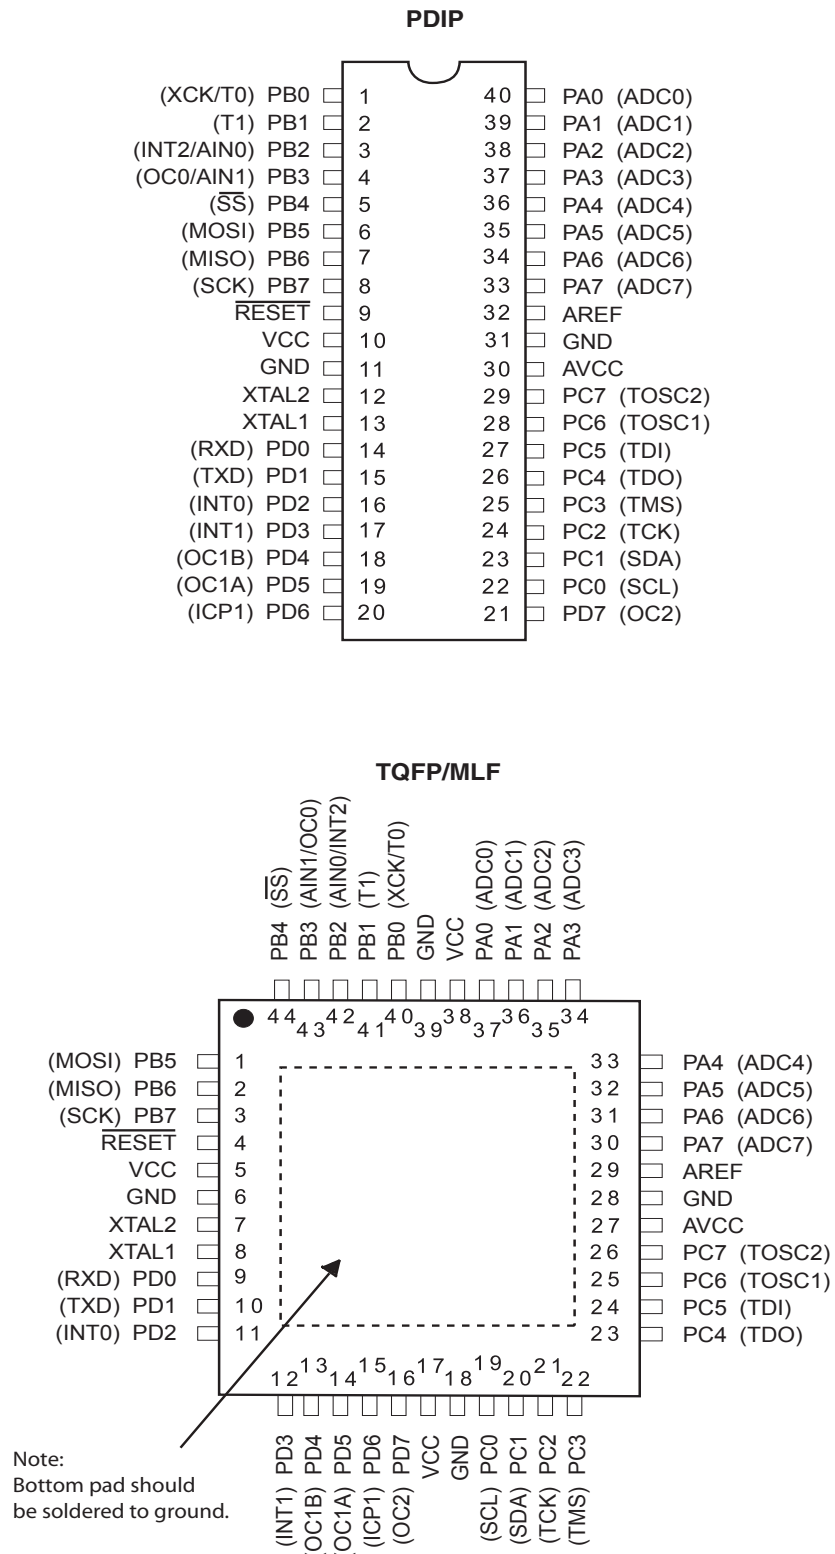 PDIP
(XCK/T0) PB0 1 40 PA0 (ADC0)
(T1) PB1 2 39 PA1 (ADC1)
(INT2/AIN0) PB2 3 38 PA2 (ADC2)
(OC0/AIN1) PB3 4 37 PA3 (ADC3)
(SS) PB4 5 36 PA4 (ADC4)
(MOSI) PB5 6 35 PA5 (ADC5)
(MISO) PB6 7 34 PA6 (ADC6)
(SCK) PB7 8 33 PA7 (ADC7)
RESET 9 32 AREF
VCC 10 31 GND
GND 11 30 AVCC
XTAL2 12 29 PC7 (TOSC2)
XTAL1 13 28 PC6 (TOSC1)
(RXD) PD0 14 27 PC5 (TDI)
(TXD) PD1 15 26 PC4 (TDO)
(INT0) PD2 16 25 PC3 (TMS)
(INT1) PD3 17 24 PC2 (TCK)
(OC1B) PD4 18 23 PC1 (SDA)
(OC1A) PD5 19 22 PC0 (SCL)
(ICP1) PD6 20 21 PD7 (OC2)
TQFP/MLF
PB4 (SS)
PB3 (AIN1/OC0)
PB2 (AIN0/INT2)
PB1 (T1)
PB0 (XCK/T0)
GND
VCC
PA0 (ADC0)
PA1 (ADC1)
PA2 (ADC2)
PA3 (ADC3)
44 43 42 41 40 39 38 37 36 35 34
(MOSI) PB5 1 33 PA4 (ADC4)
(MISO) PB6 2 32 PA5 (ADC5)
(SCK) PB7 3 31 PA6 (ADC6)
RESET 4 30 PA7 (ADC7)
VCC 5 29 AREF
GND 6 28 GND
XTAL2 7 27 AVCC
XTAL1 8 26 PC7 (TOSC2)
(RXD) PD0 9 25 PC6 (TOSC1)
(TXD) PD1 10 24 PC5 (TDI)
(INT0) PD2 11 23 PC4 (TDO)
12 13 14 15 16 17 18 19 20 21 22
(INT1) PD3
OC1B) PD4
OC1A) PD5
(ICP1) PD6
(OC2) PD7
VCC
GND
(SCL) PC0
(SDA) PC1
(TCK) PC2
(TMS) PC3
Note:
Bottom pad should
be soldered to ground.